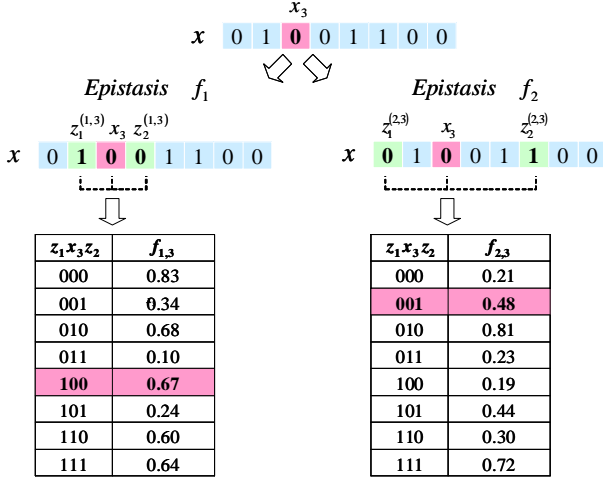 x₃
x 0 1 0 0 1 1 0 0
Epistasis f₁
z₁⁽¹,³⁾ x₃ z₂⁽¹,³⁾
x 0 1 0 0 1 1 0 0
z₁x₃z₂ f₁,₃
000 0.83
001 0.34
010 0.68
011 0.10
100 0.67
101 0.24
110 0.60
111 0.64
Epistasis f₂
z₁⁽²,³⁾ x₃ z₂⁽²,³⁾
x 0 1 0 0 1 1 0 0
z₁x₃z₂ f₂,₃
000 0.21
001 0.48
010 0.81
011 0.23
100 0.19
101 0.44
110 0.30
111 0.72